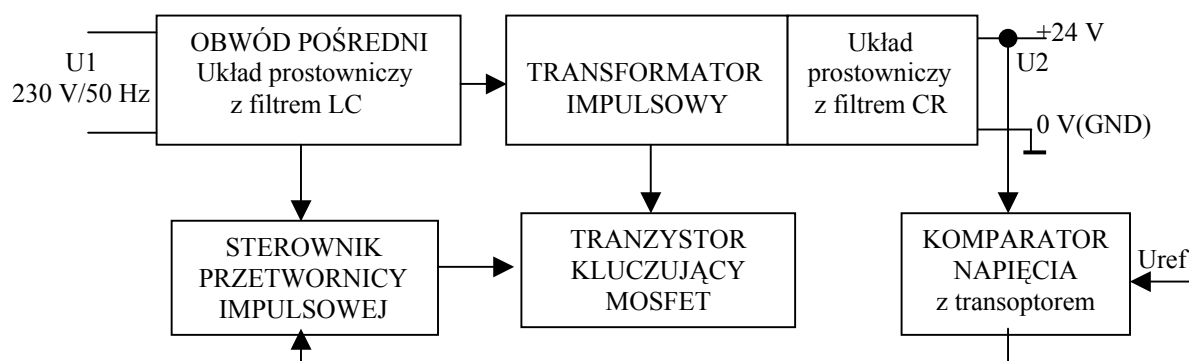 U1
230 V/50 Hz
OBWÓD POŚREDNI
Układ prostowniczy
z filtrem LC
TRANSFORMATOR
IMPULSOWY
Układ
prostowniczy
z filtrem CR
+24 V
U2
0 V(GND)
STEROWNIK
PRZETWORNICY
IMPULSOWEJ
TRANZYSTOR
KLUCZUJĄCY
MOSFET
KOMPARATOR
NAPIĘCIA
z transoptorem
Uref